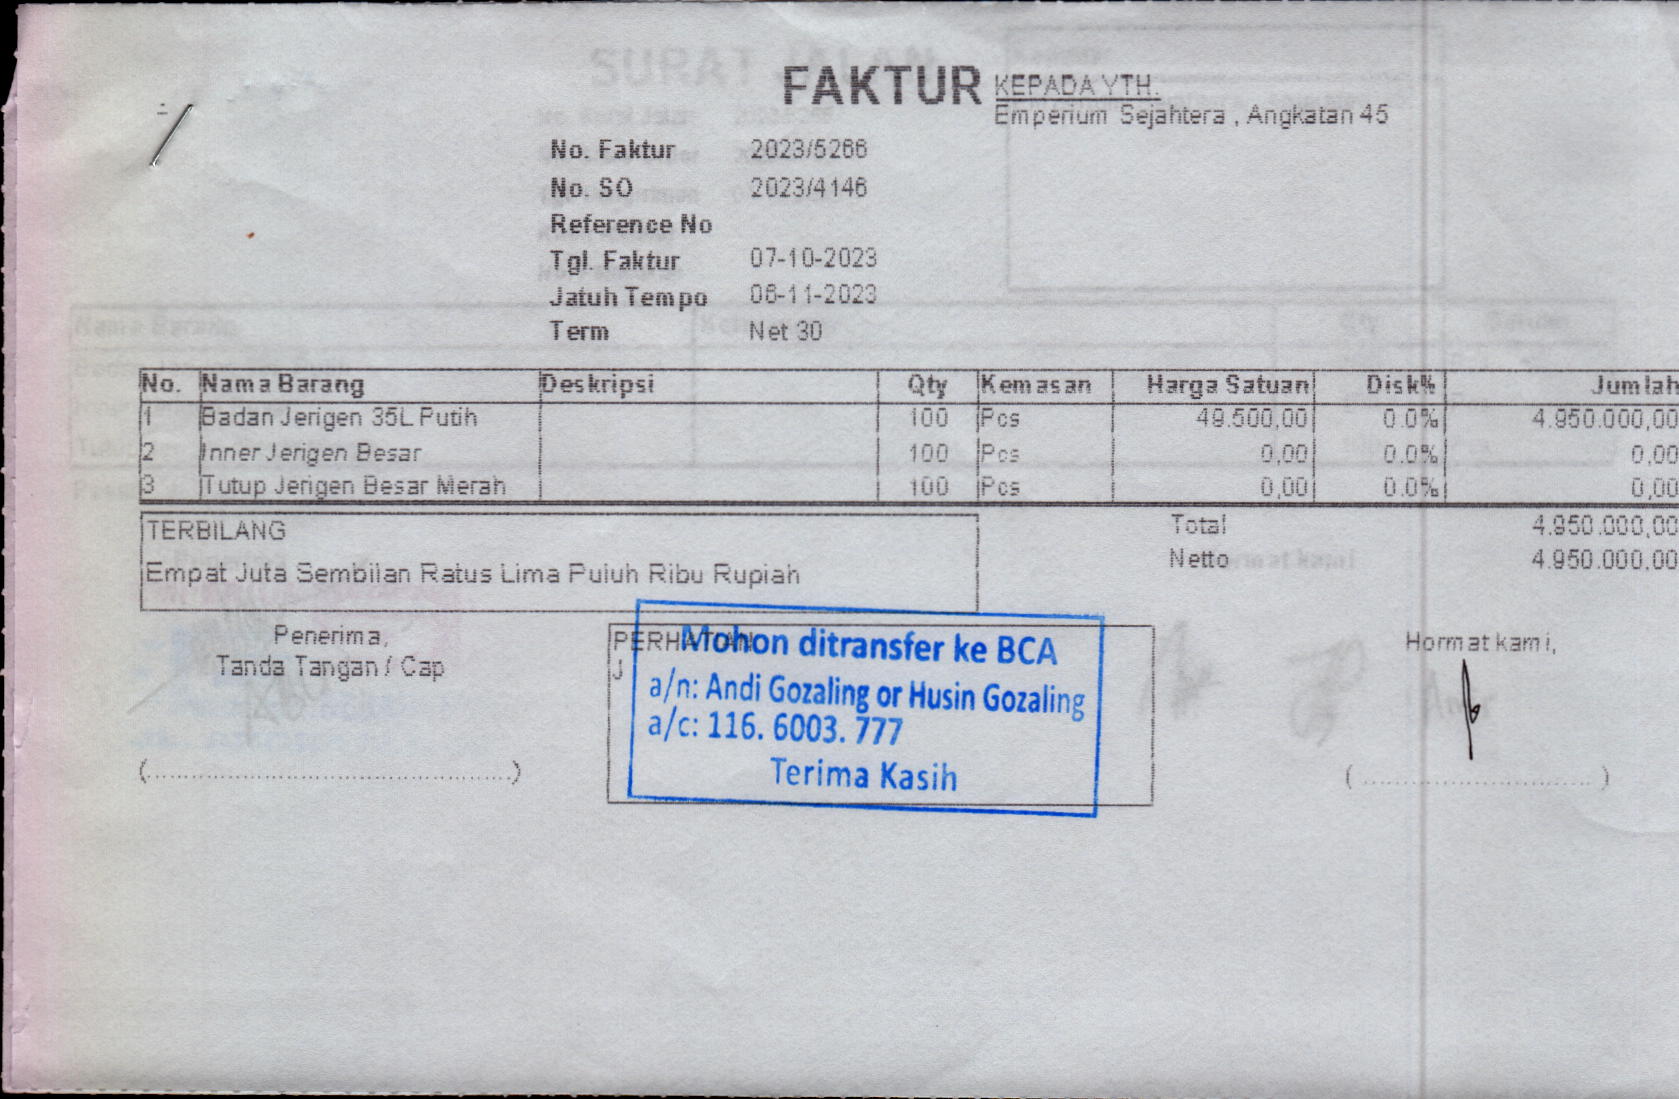 FAKTUR
KEPADA YTH.
Emperium Sejahtera , Angkatan 45
No. Faktur 2023/5266
No. SO 2023/4146
Reference No
Tgl. Faktur 07-10-2023
Jatuh Tempo 06-11-2023
Term Net 30
No. Nama Barang Deskripsi Qty Kemasan Harga Satuan Disk% Jumlah
1 Badan Jerigen 35L Putih 100 Pcs 49.500,00 0.0% 4.950.000,00
2 Inner Jerigen Besar 100 Pcs 0,00 0.0% 0,00
3 Tutup Jerigen Besar Merah 100 Pcs 0,00 0.0% 0,00
TERBILANG
Empat Juta Sembilan Ratus Lima Puluh Ribu Rupiah
Total 4.950.000,00
Netto 4.950.000,00
Penerima,
Tanda Tangan / Cap
(................................................)
PERHATIAN
Mohon ditransfer ke BCA
a/n: Andi Gozaling or Husin Gozaling
a/c: 116. 6003. 777
Terima Kasih
Hormat kami,
( .............................. )